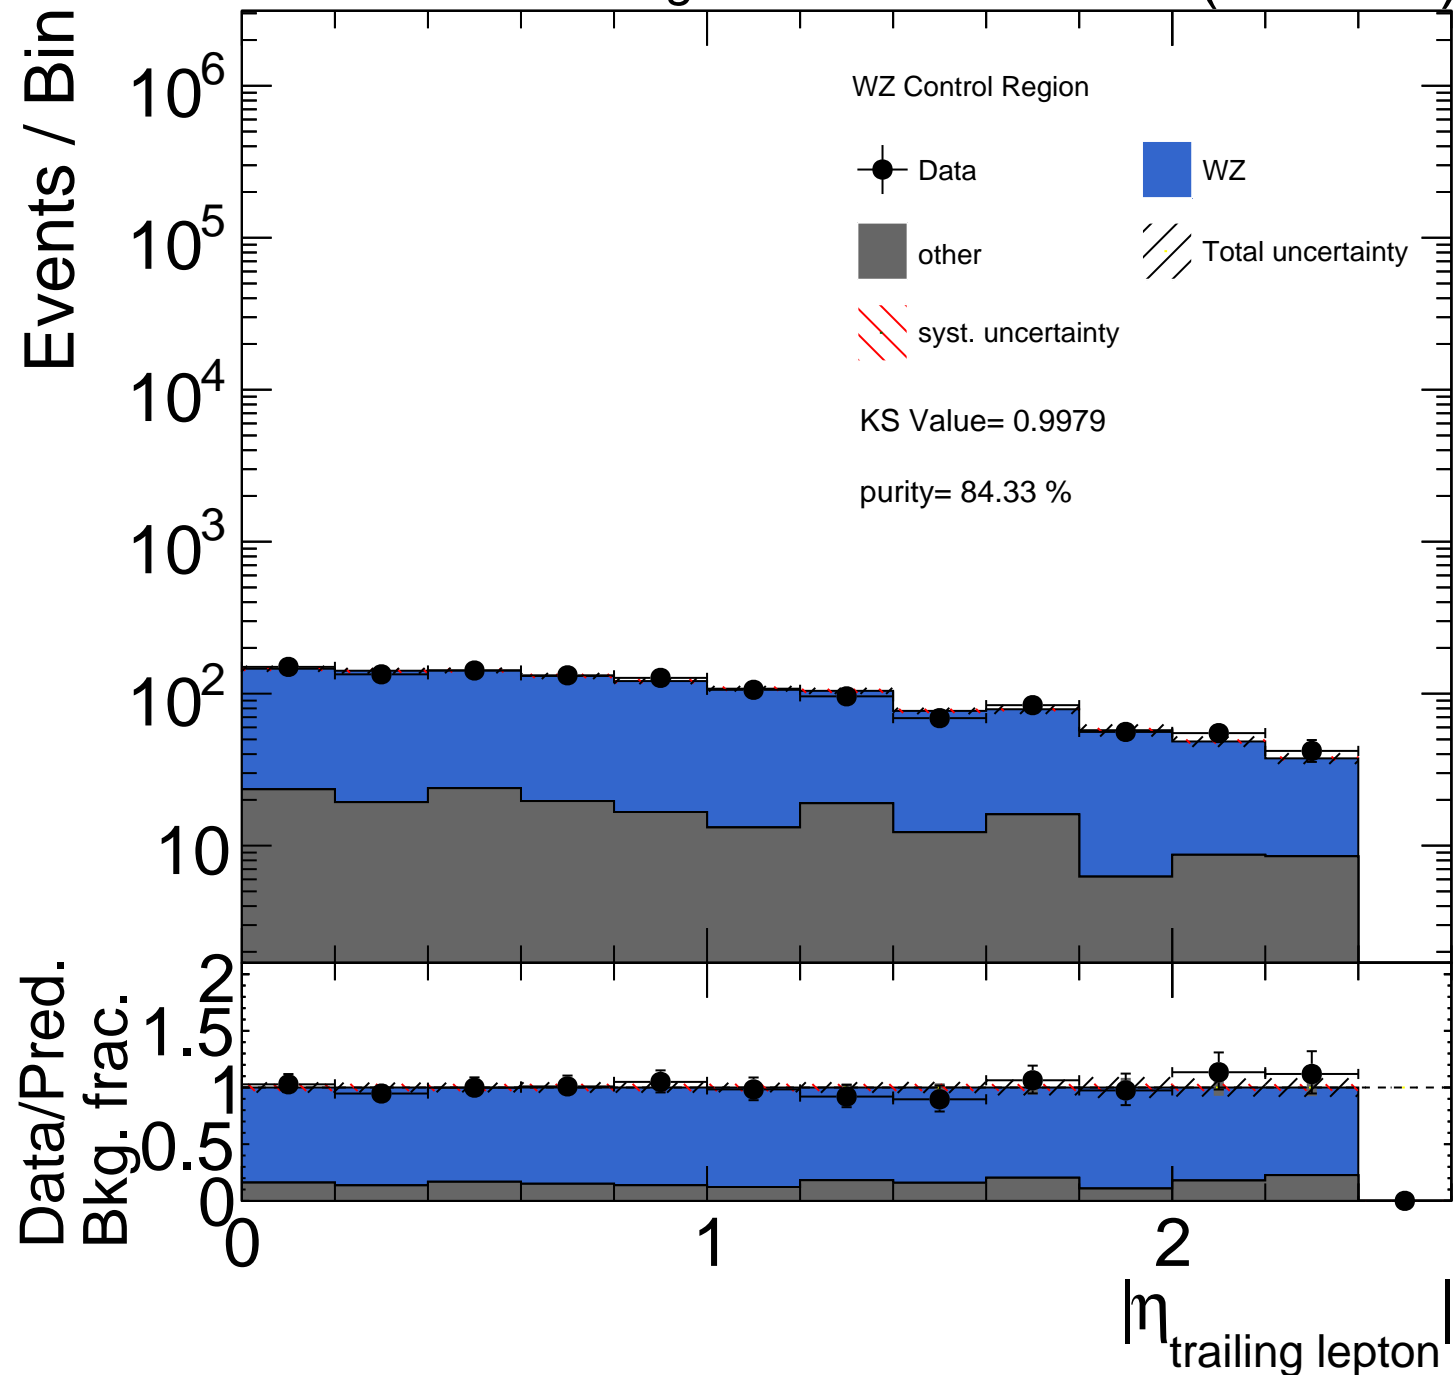 Events / Bin
10^6
10^5
10^4
10^3
10^2
10
WZ Control Region
Data
WZ
other
Total uncertainty
syst. uncertainty
KS Value= 0.9979
purity= 84.33 %
Data/Pred.
Bkg. frac.
2
1.5
1
0.5
0
0 1 2
|η_trailing lepton|